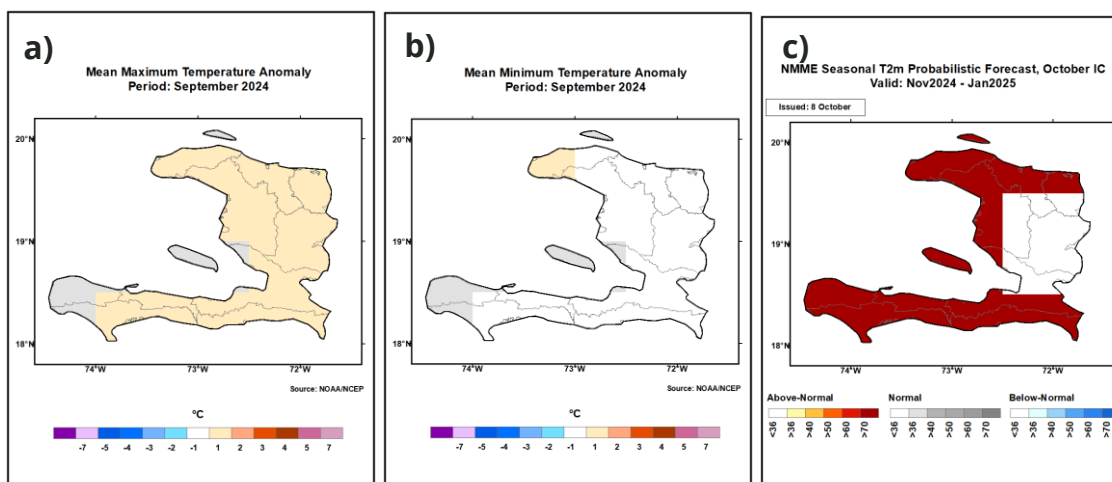 a)
Mean Maximum Temperature Anomaly
Period: September 2024
20°N
19°N
18°N
74°W 73°W 72°W
Source: NOAA/NCEP
°C
-7 -5 -4 -3 -2 -1 1 2 3 4 5 7
b)
Mean Minimum Temperature Anomaly
Period: September 2024
20°N
19°N
18°N
74°W 73°W 72°W
Source: NOAA/NCEP
°C
-7 -5 -4 -3 -2 -1 1 2 3 4 5 7
c)
NMME Seasonal T2m Probabilistic Forecast, October IC
Valid: Nov2024 - Jan2025
Issued: 8 October
20°N
19°N
18°N
74°W 73°W 72°W
Above-Normal
<36 >36 >40 >50 >60 >70
Normal
<36 >36 >40 >50 >60 >70
Below-Normal
<36 >36 >40 >50 >60 >70